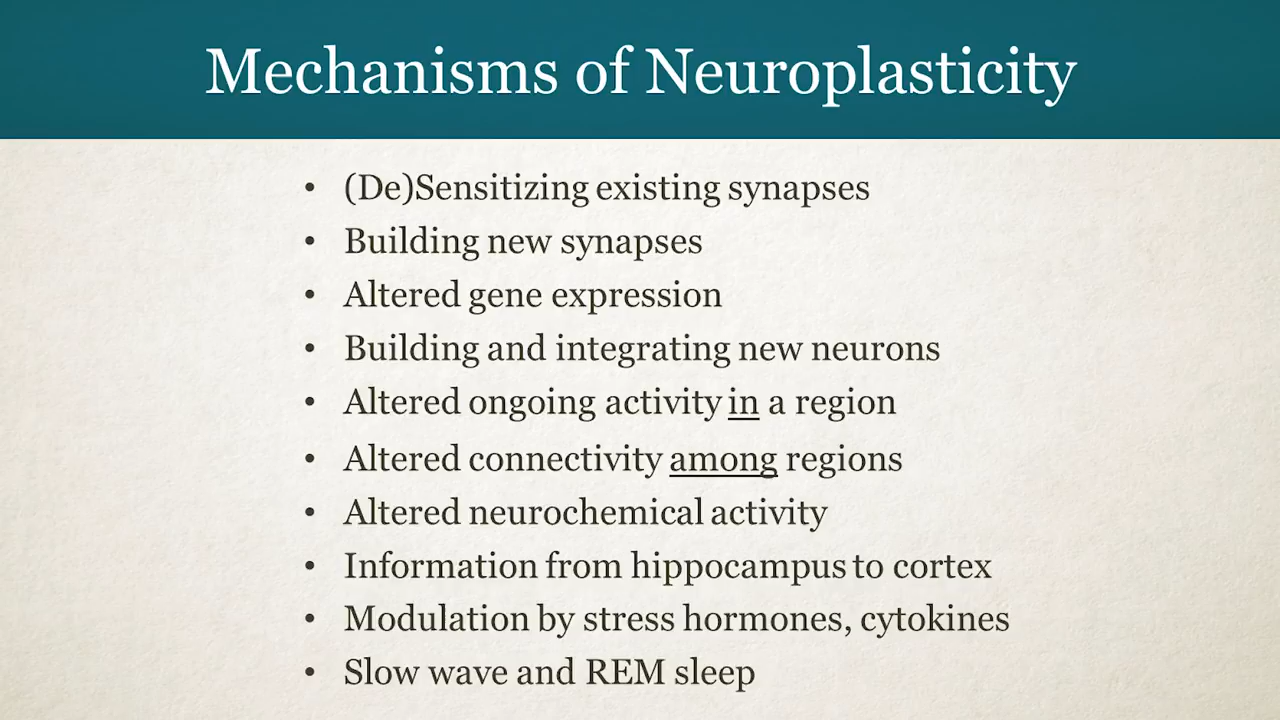 Mechanisms of Neuroplasticity
• (De)Sensitizing existing synapses
• Building new synapses
• Altered gene expression
• Building and integrating new neurons
• Altered ongoing activity in a region
• Altered connectivity among regions
• Altered neurochemical activity
• Information from hippocampus to cortex
• Modulation by stress hormones, cytokines
• Slow wave and REM sleep